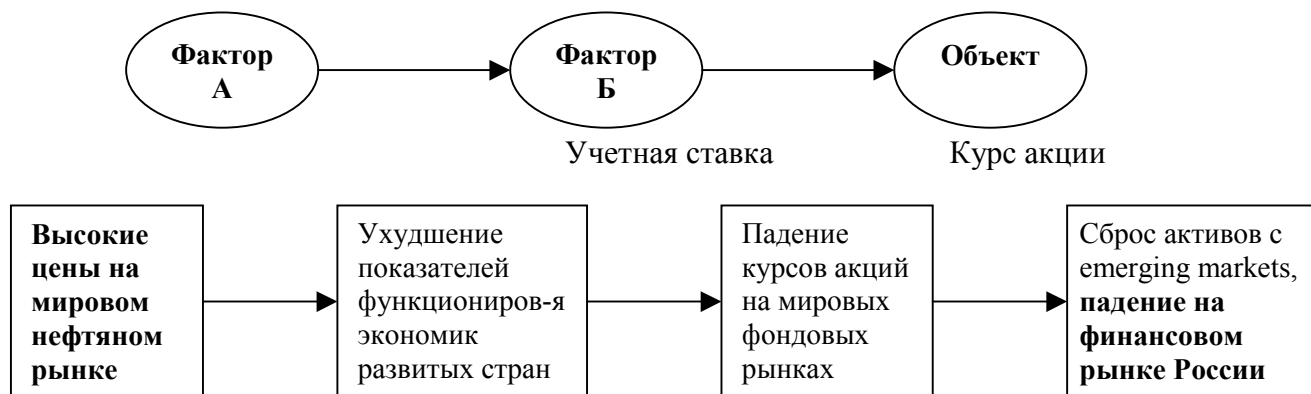 Фактор
А
Фактор
Б
Объект
Учетная ставка
Курс акции
Высокие
цены на
мировом
нефтяном
рынке
Ухудшение
показателей
функциониров-я
экономик
развитых стран
Падение
курсов акций
на мировых
фондовых
рынках
Сброс активов с
emerging markets,
падение на
финансовом
рынке России